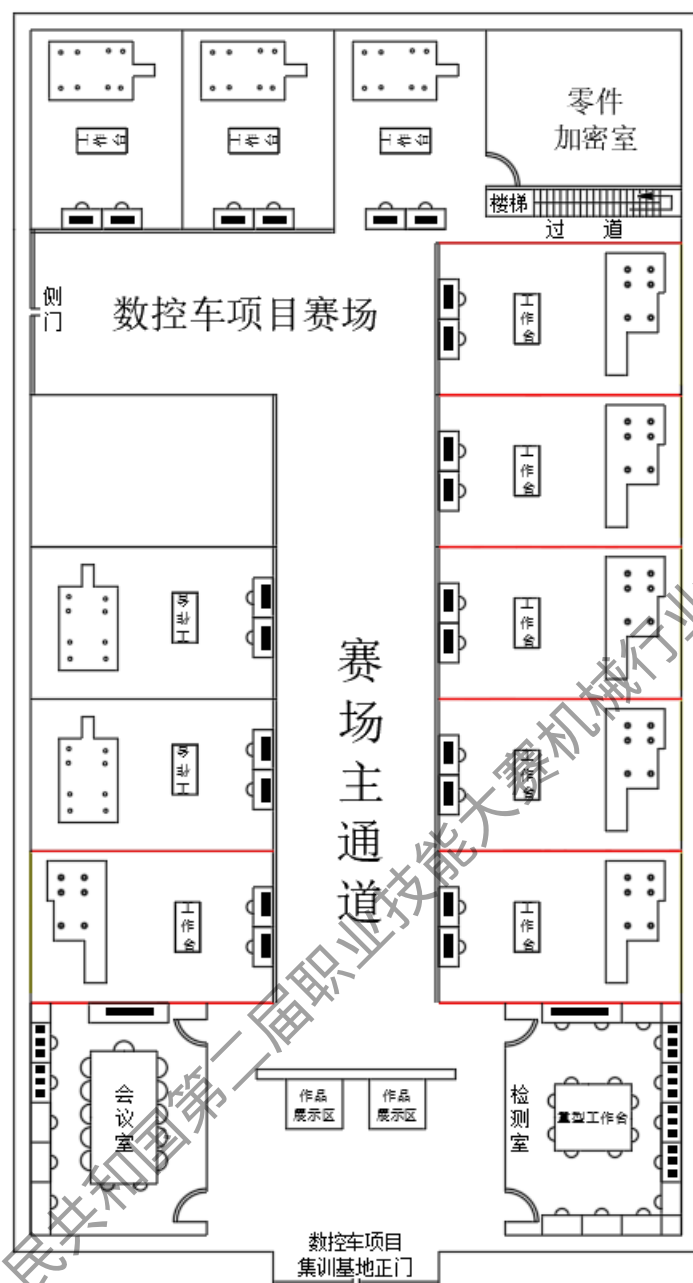 零件
加密室
工作台
工作台
工作台
楼梯
过 道
侧门
数控车项目赛场
工作台
工作台
工作台
工作台
工作台
工作台
工作台
工作台
赛场主通道
会议室
作品
展示区
作品
展示区
检测室
重型工作台
数控车项目
集训基地正门
民共和国第二届职业技能大赛机械行业